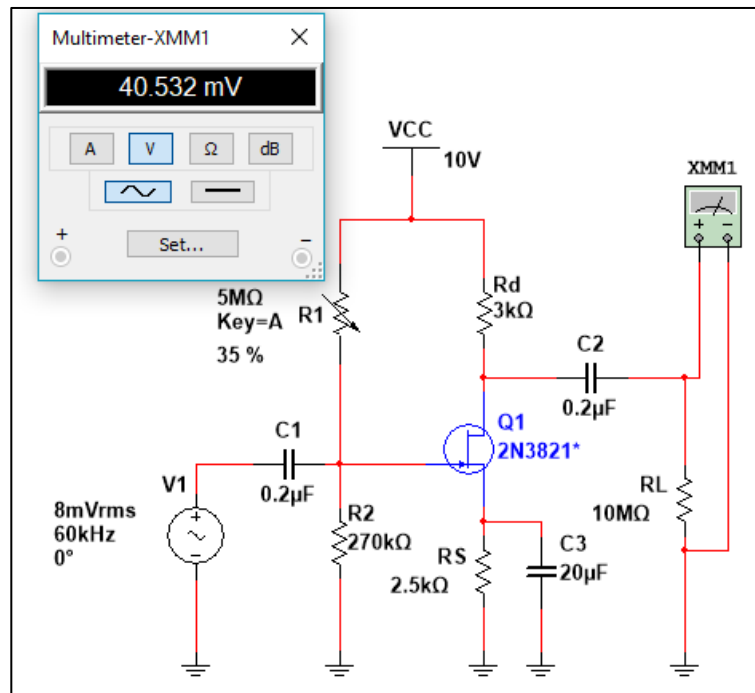 Multimeter-XMM1
40.532 mV
A V Ω dB
+
Set...
−
VCC
10V
XMM1
+ −
5MΩ
Key=A
R1
35 %
Rd
3kΩ
C2
0.2µF
Q1
2N3821*
C1
0.2µF
V1
8mVrms
60kHz
0°
R2
270kΩ
RS
2.5kΩ
C3
20µF
RL
10MΩ